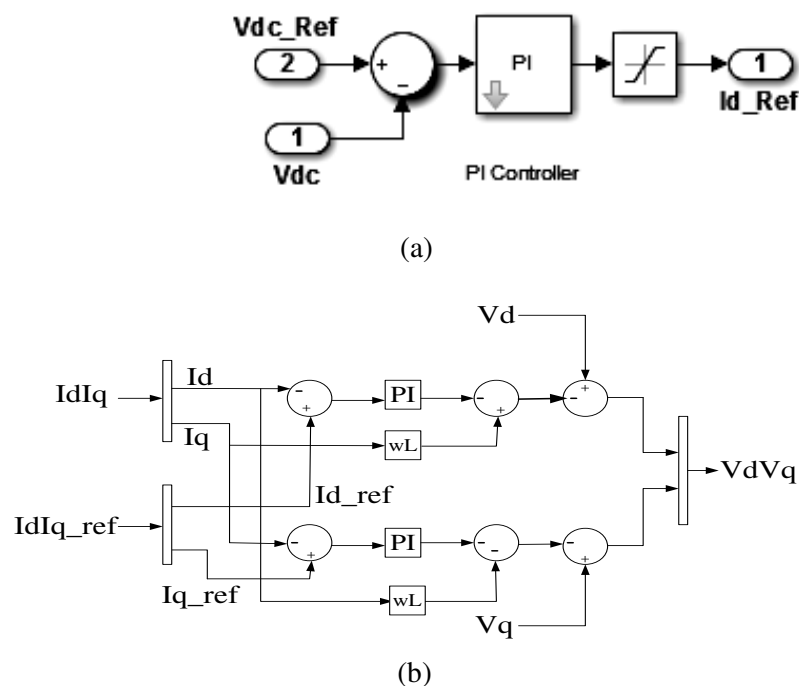 Vdc_Ref
2
+
−
PI
1
Id_Ref
1
Vdc
PI Controller
(a)
Vd
IdIq
Id
-
+
PI
-
+
-
+
Iq
wL
VdVq
IdIq_ref
Id_ref
-
+
PI
-
-
-
+
Iq_ref
wL
Vq
(b)